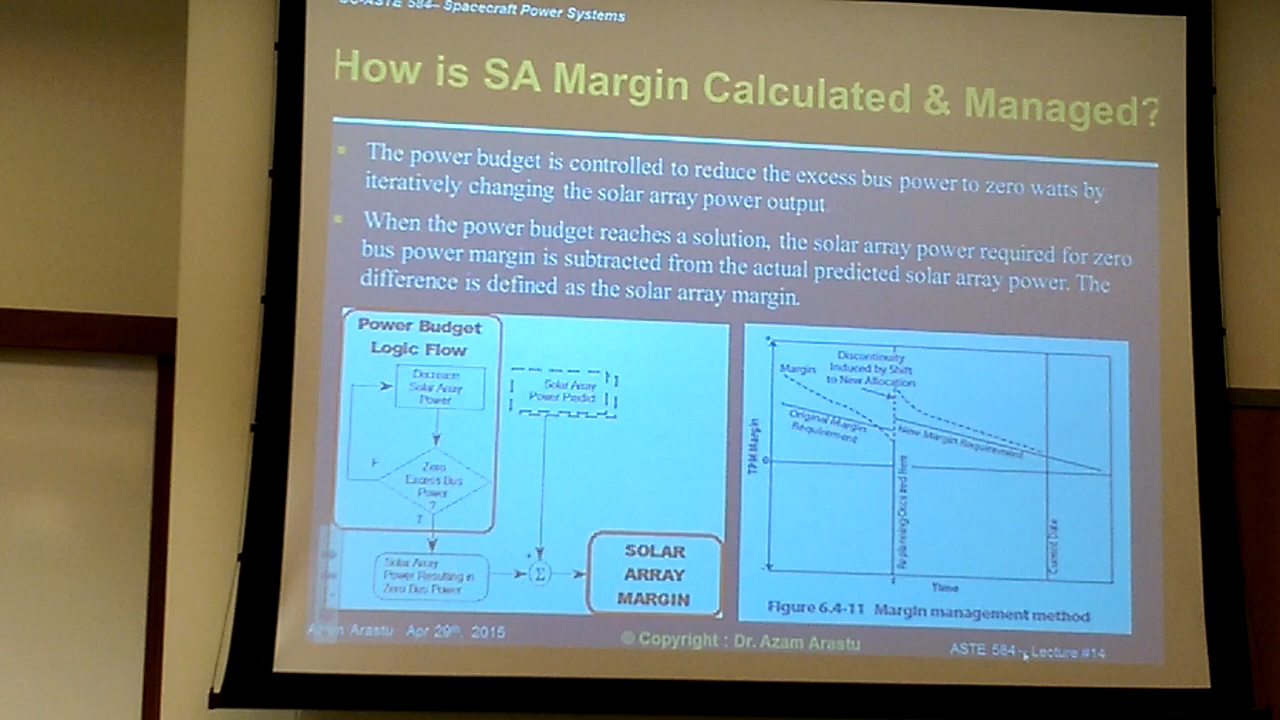 584– Spacecraft Power Systems
How is SA Margin Calculated & Managed?
The power budget is controlled to reduce the excess bus power to zero watts by
iteratively changing the solar array power output.
When the power budget reaches a solution, the solar array power required for zero
bus power margin is subtracted from the actual predicted solar array power. The
difference is defined as the solar array margin.
Power Budget
Logic Flow
Decrease
Solar Array
Power
F
Zero
Excess Bus
Power
?
T
Solar Array
Power Resulting in
Zero Bus Power
Solar Array
Power Predict
Σ
SOLAR
ARRAY
MARGIN
Discontinuity
Induced by Shift
to New Allocation
Margin
Original Margin
Requirement
New Margin Requirement
TPM Margin
0
Replanning Occurred Here
Current Date
Time
Figure 6.4-11 Margin management method
Arastu Apr 29th, 2015
© Copyright : Dr. Azam Arastu
ASTE 584 - Lecture #14